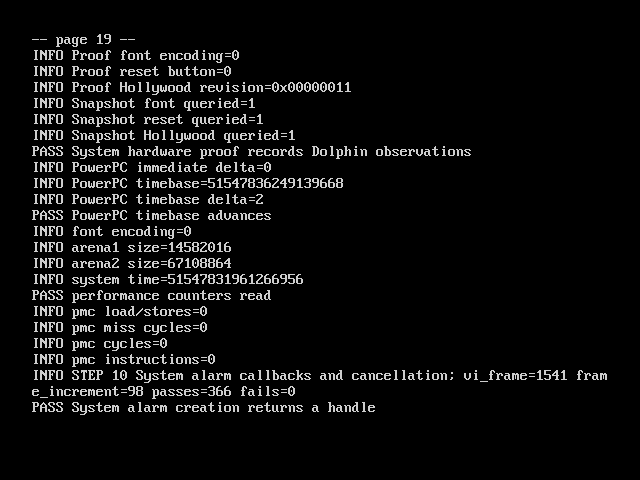 -- page 19 --
INFO Proof font encoding=0
INFO Proof reset button=0
INFO Proof Hollywood revision=0x00000011
INFO Snapshot font queried=1
INFO Snapshot reset queried=1
INFO Snapshot Hollywood queried=1
PASS System hardware proof records Dolphin observations
INFO PowerPC immediate delta=0
INFO PowerPC timebase=51547836249139668
INFO PowerPC timebase delta=2
PASS PowerPC timebase advances
INFO font encoding=0
INFO arena1 size=14582016
INFO arena2 size=67108864
INFO system time=51547831961266956
PASS performance counters read
INFO pmc load/stores=0
INFO pmc miss cycles=0
INFO pmc cycles=0
INFO pmc instructions=0
INFO STEP 10 System alarm callbacks and cancellation; vi_frame=1541 fram
e_increment=98 passes=366 fails=0
PASS System alarm creation returns a handle